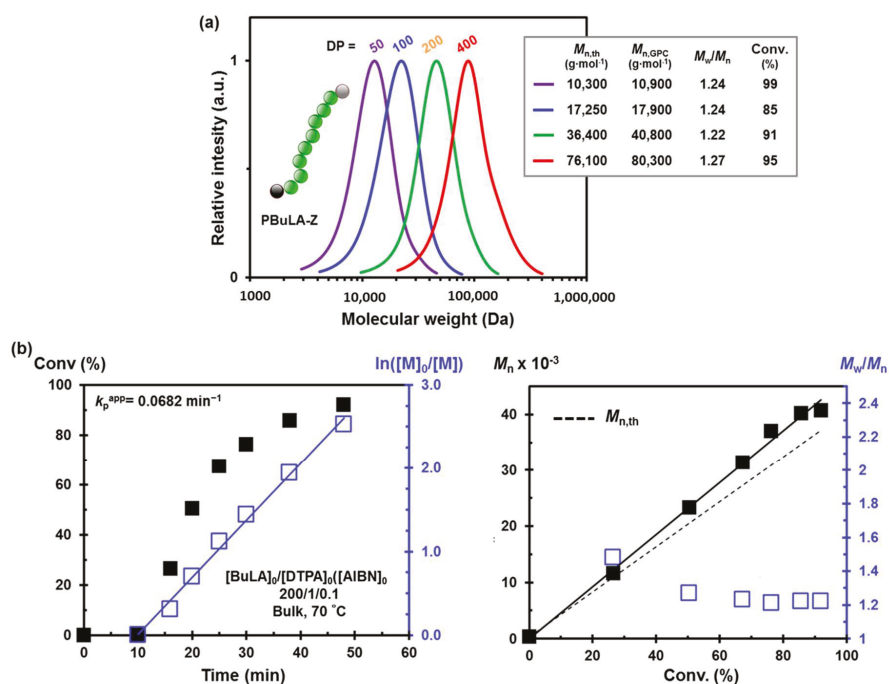 (a)
Relative intesity (a.u.)
1
0
DP = 50 100 200 400
PBuLA-Z
1000 10,000 100,000 1,000,000
Molecular weight (Da)
Mn,th (g·mol-1) Mn,GPC (g·mol-1) Mw/Mn Conv. (%)
10,300 10,900 1.24 99
17,250 17,900 1.24 85
36,400 40,800 1.22 91
76,100 80,300 1.27 95
(b)
Conv (%)
ln([M]0/[M])
100
90
80
70
60
50
40
30
20
10
0
kpapp= 0.0682 min−1
3.0
2.0
1.0
0.0
[BuLA]0/[DTPA]0([AIBN]0
200/1/0.1
Bulk, 70 °C
0 10 20 30 40 50 60
Time (min)
Mn x 10-3
Mw/Mn
40
30
20
10
0
Mn,th
2.4
2.2
2
1.8
1.6
1.4
1.2
1
0 20 40 60 80 100
Conv. (%)